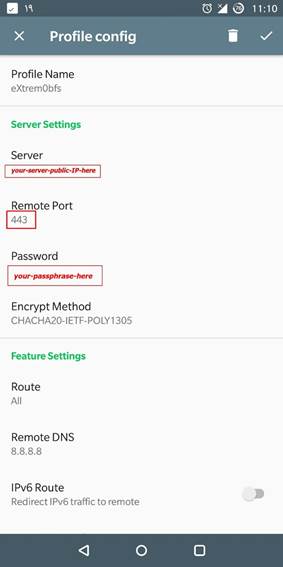 ١٩
76
11:10
Profile config
Profile Name
eXtrem0bfs
Server Settings
Server
your-server-public-IP-here
Remote Port
443
Password
your-passphrase-here
Encrypt Method
CHACHA20-IETF-POLY1305
Feature Settings
Route
All
Remote DNS
8.8.8.8
IPv6 Route
Redirect IPv6 traffic to remote